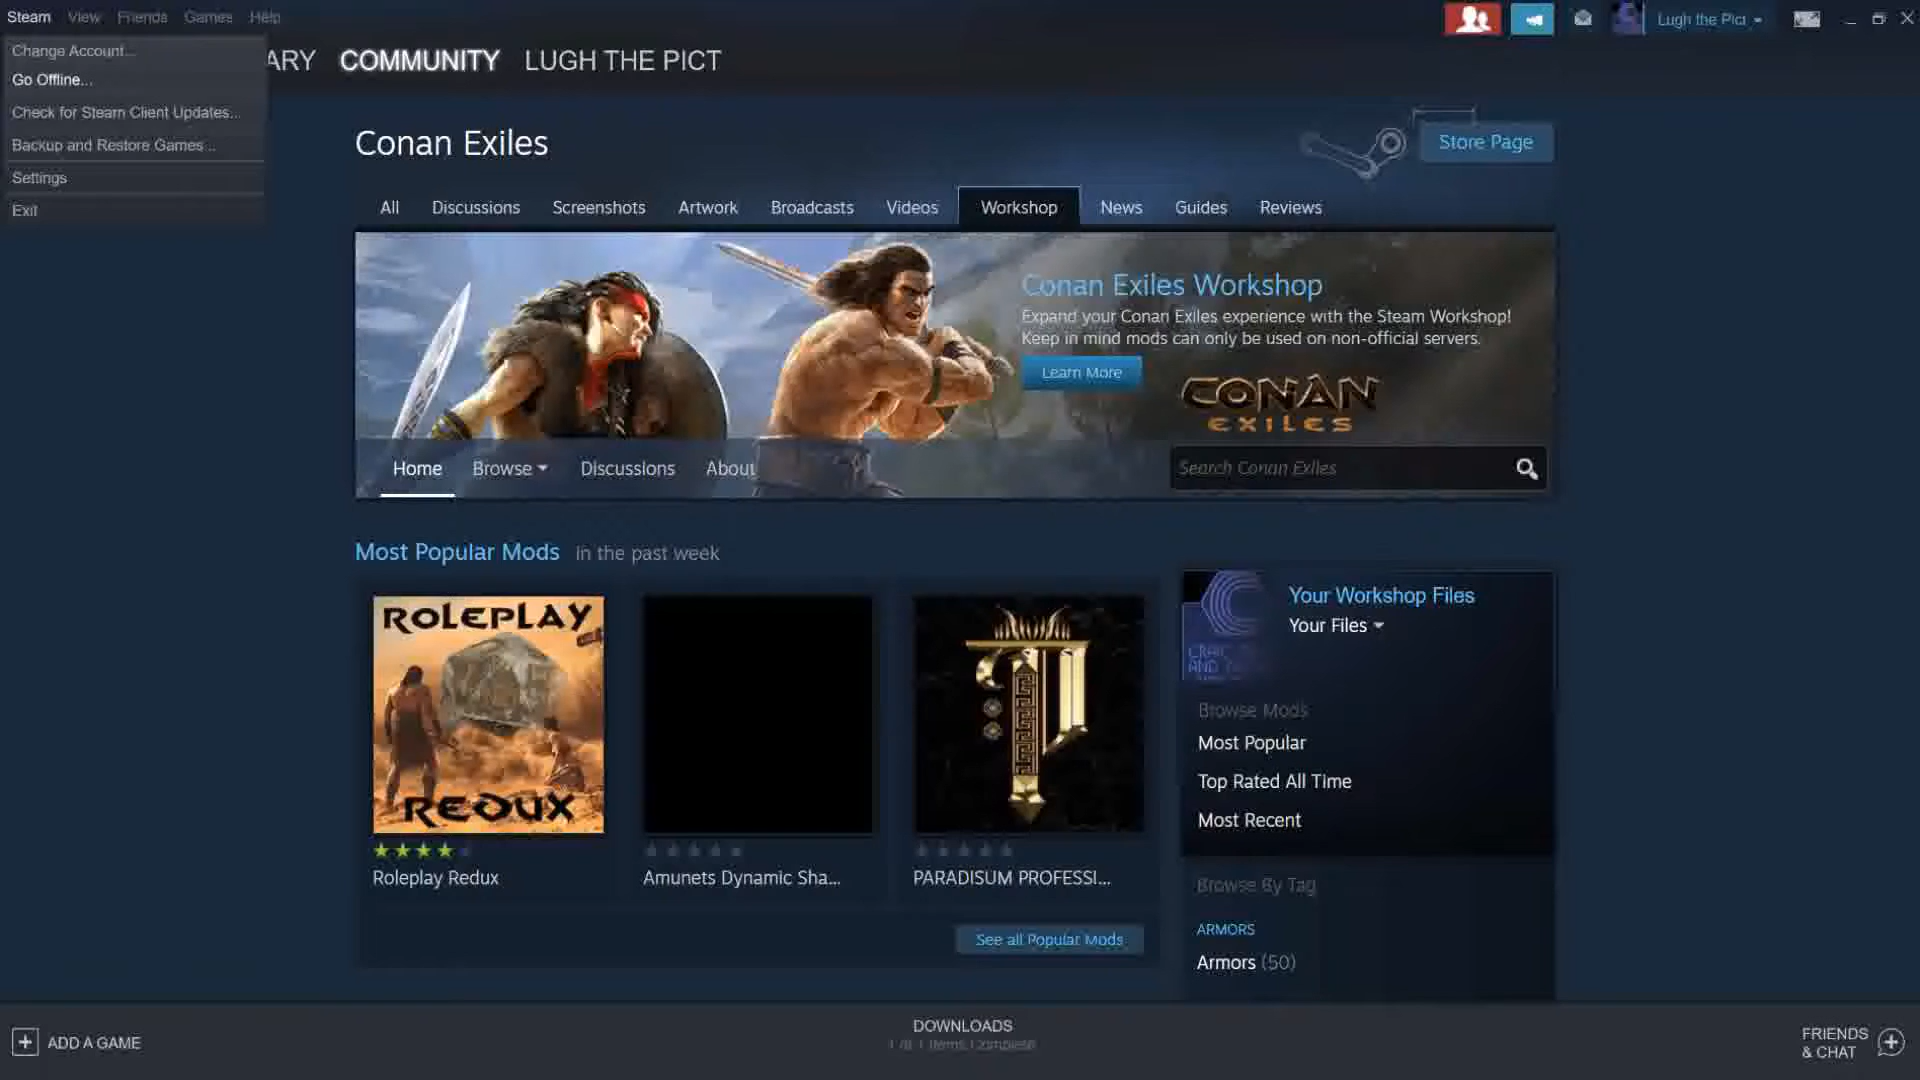 Steam View Friends Games Help
Lugh the Pict
Change Account...
Go Offline...
Check for Steam Client Updates...
Backup and Restore Games...
Settings
Exit
ARY COMMUNITY LUGH THE PICT
Conan Exiles
Store Page
All Discussions Screenshots Artwork Broadcasts Videos Workshop News Guides Reviews
Conan Exiles Workshop
Expand your Conan Exiles experience with the Steam Workshop!
Keep in mind mods can only be used on non-official servers.
Learn More
CONAN
EXILES
Home Browse Discussions About
Search Conan Exiles
Most Popular Mods in the past week
ROLEPLAY
REDUX
Roleplay Redux
Amunets Dynamic Sha...
PARADISUM PROFESSI...
See all Popular Mods
Your Workshop Files
Your Files
Browse Mods
Most Popular
Top Rated All Time
Most Recent
Browse By Tag
ARMORS
Armors (50)
ADD A GAME
DOWNLOADS
1 of 1 Items Complete
FRIENDS
& CHAT